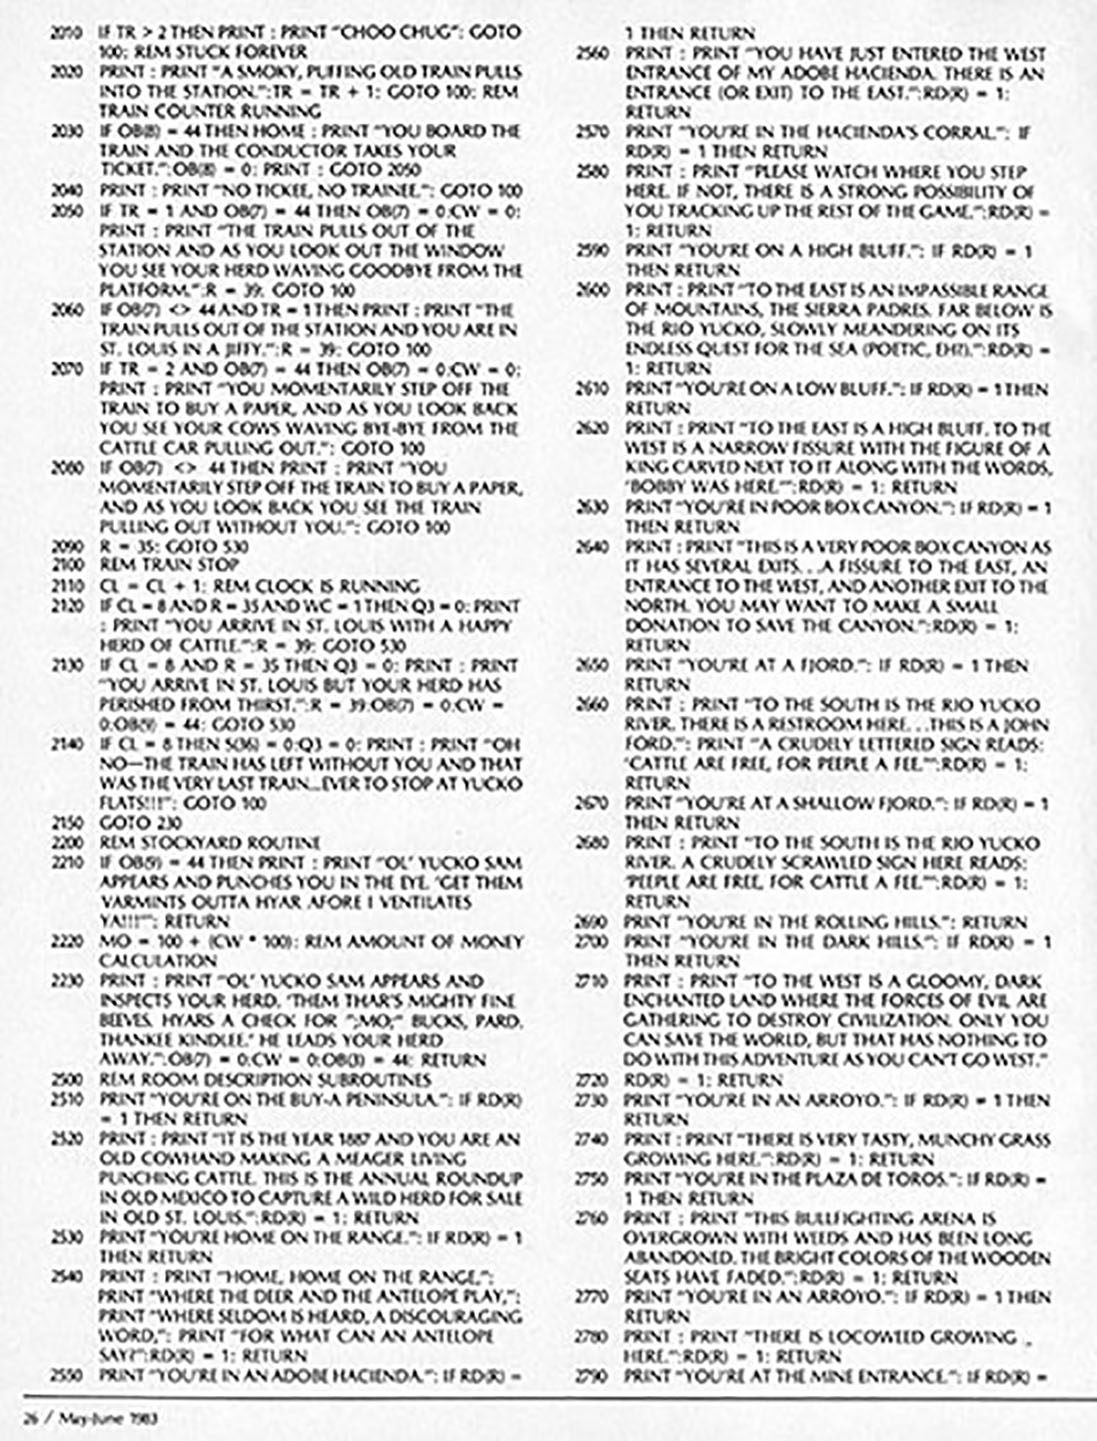 2010 IF TR > 2 THEN PRINT : PRINT "CHOO CHUG": GOTO
100: REM STUCK FOREVER
2020 PRINT : PRINT "A SMOKY, PUFFING OLD TRAIN PULLS
INTO THE STATION.":TR = TR + 1: GOTO 100: REM
TRAIN COUNTER RUNNING
2030 IF OB(8) = 44 THEN HOME : PRINT "YOU BOARD THE
TRAIN AND THE CONDUCTOR TAKES YOUR
TICKET.":OB(8) = 0: PRINT : GOTO 2050
2040 PRINT : PRINT "NO TICKEE, NO TRAINEE.": GOTO 100
2050 IF TR = 1 AND OB(7) = 44 THEN OB(7) = 0:CW = 0:
PRINT : PRINT "THE TRAIN PULLS OUT OF THE
STATION AND AS YOU LOOK OUT THE WINDOW
YOU SEE YOUR HERD WAVING GOODBYE FROM THE
PLATFORM.":R = 39: GOTO 100
2060 IF OB(7) <> 44 AND TR = 1 THEN PRINT : PRINT "THE
TRAIN PULLS OUT OF THE STATION AND YOU ARE IN
ST. LOUIS IN A JIFFY.":R = 39: GOTO 100
2070 IF TR = 2 AND OB(7) = 44 THEN OB(7) = 0:CW = 0:
PRINT : PRINT "YOU MOMENTARILY STEP OFF THE
TRAIN TO BUY A PAPER, AND AS YOU LOOK BACK
YOU SEE YOUR COWS WAVING BYE-BYE FROM THE
CATTLE CAR PULLING OUT.": GOTO 100
2080 IF OB(7) <> 44 THEN PRINT : PRINT "YOU
MOMENTARILY STEP OFF THE TRAIN TO BUY A PAPER,
AND AS YOU LOOK BACK YOU SEE THE TRAIN
PULLING OUT WITHOUT YOU.": GOTO 100
2090 R = 35: GOTO 530
2100 REM TRAIN STOP
2110 CL = CL + 1: REM CLOCK IS RUNNING
2120 IF CL = 8 AND R = 35 AND WC = 1 THEN Q3 = 0: PRINT
: PRINT "YOU ARRIVE IN ST. LOUIS WITH A HAPPY
HERD OF CATTLE.":R = 39: GOTO 530
2130 IF CL = 8 AND R = 35 THEN Q3 = 0: PRINT : PRINT
"YOU ARRIVE IN ST. LOUIS BUT YOUR HERD HAS
PERISHED FROM THIRST.":R = 39:OB(7) = 0:CW =
0:OB(9) = 44: GOTO 530
2140 IF CL = 8 THEN S(36) = 0:Q3 = 0: PRINT : PRINT "OH
NO—THE TRAIN HAS LEFT WITHOUT YOU AND THAT
WAS THE VERY LAST TRAIN...EVER TO STOP AT YUCKO
FLATS!!!": GOTO 100
2150 GOTO 230
2200 REM STOCKYARD ROUTINE
2210 IF OB(9) = 44 THEN PRINT : PRINT "OL' YUCKO SAM
APPEARS AND PUNCHES YOU IN THE EYE. 'GET THEM
VARMINTS OUTTA HYAR AFORE I VENTILATES
YA!!!'": RETURN
2220 MO = 100 + (CW * 100): REM AMOUNT OF MONEY
CALCULATION
2230 PRINT : PRINT "OL' YUCKO SAM APPEARS AND
INSPECTS YOUR HERD. 'THEM THAR'S MIGHTY FINE
BEEVES. HYARS A CHECK FOR ";MO;" BUCKS, PARD.
THANKEE KINDLEE.' HE LEADS YOUR HERD
AWAY.":OB(7) = 0:CW = 0:OB(3) = 44: RETURN
2500 REM ROOM DESCRIPTION SUBROUTINES
2510 PRINT "YOU'RE ON THE BUY-A PENINSULA.": IF RD(R)
= 1 THEN RETURN
2520 PRINT : PRINT "IT IS THE YEAR 1887 AND YOU ARE AN
OLD COWHAND MAKING A MEAGER LIVING
PUNCHING CATTLE. THIS IS THE ANNUAL ROUNDUP
IN OLD MEXICO TO CAPTURE A WILD HERD FOR SALE
IN OLD ST. LOUIS.":RD(R) = 1: RETURN
2530 PRINT "YOU'RE HOME ON THE RANGE.": IF RD(R) = 1
THEN RETURN
2540 PRINT : PRINT "HOME, HOME ON THE RANGE,":
PRINT "WHERE THE DEER AND THE ANTELOPE PLAY,":
PRINT "WHERE SELDOM IS HEARD, A DISCOURAGING
WORD,": PRINT "FOR WHAT CAN AN ANTELOPE
SAY?":RD(R) = 1: RETURN
2550 PRINT "YOU'RE IN AN ADOBE HACIENDA.": IF RD(R) =
1 THEN RETURN
2560 PRINT : PRINT "YOU HAVE JUST ENTERED THE WEST
ENTRANCE OF MY ADOBE HACIENDA. THERE IS AN
ENTRANCE (OR EXIT) TO THE EAST.":RD(R) = 1:
RETURN
2570 PRINT "YOU'RE IN THE HACIENDA'S CORRAL.": IF
RD(R) = 1 THEN RETURN
2580 PRINT : PRINT "PLEASE WATCH WHERE YOU STEP
HERE. IF NOT, THERE IS A STRONG POSSIBILITY OF
YOU TRACKING UP THE REST OF THE GAME.":RD(R) =
1: RETURN
2590 PRINT "YOU'RE ON A HIGH BLUFF.": IF RD(R) = 1
THEN RETURN
2600 PRINT : PRINT "TO THE EAST IS AN IMPASSIBLE RANGE
OF MOUNTAINS, THE SIERRA PADRES. FAR BELOW IS
THE RIO YUCKO, SLOWLY MEANDERING ON ITS
ENDLESS QUEST FOR THE SEA (POETIC, EH?).":RD(R) =
1: RETURN
2610 PRINT "YOU'RE ON A LOW BLUFF.": IF RD(R) = 1 THEN
RETURN
2620 PRINT : PRINT "TO THE EAST IS A HIGH BLUFF, TO THE
WEST IS A NARROW FISSURE WITH THE FIGURE OF A
KING CARVED NEXT TO IT ALONG WITH THE WORDS,
'BOBBY WAS HERE.'":RD(R) = 1: RETURN
2630 PRINT "YOU'RE IN POOR BOX CANYON.": IF RD(R) = 1
THEN RETURN
2640 PRINT : PRINT "THIS IS A VERY POOR BOX CANYON AS
IT HAS SEVERAL EXITS. . .A FISSURE TO THE EAST, AN
ENTRANCE TO THE WEST, AND ANOTHER EXIT TO THE
NORTH. YOU MAY WANT TO MAKE A SMALL
DONATION TO SAVE THE CANYON.":RD(R) = 1:
RETURN
2650 PRINT "YOU'RE AT A FJORD.": IF RD(R) = 1 THEN
RETURN
2660 PRINT : PRINT "TO THE SOUTH IS THE RIO YUCKO
RIVER. THERE IS A RESTROOM HERE. . .THIS IS A JOHN
FORD.": PRINT "A CRUDELY LETTERED SIGN READS:
'CATTLE ARE FREE, FOR PEEPLE A FEE.'":RD(R) = 1:
RETURN
2670 PRINT "YOU'RE AT A SHALLOW FJORD.": IF RD(R) = 1
THEN RETURN
2680 PRINT : PRINT "TO THE SOUTH IS THE RIO YUCKO
RIVER. A CRUDELY SCRAWLED SIGN HERE READS:
'PEEPLE ARE FREE, FOR CATTLE A FEE.'":RD(R) = 1:
RETURN
2690 PRINT "YOU'RE IN THE ROLLING HILLS.": RETURN
2700 PRINT "YOU'RE IN THE DARK HILLS.": IF RD(R) = 1
THEN RETURN
2710 PRINT : PRINT "TO THE WEST IS A GLOOMY, DARK
ENCHANTED LAND WHERE THE FORCES OF EVIL ARE
GATHERING TO DESTROY CIVILIZATION. ONLY YOU
CAN SAVE THE WORLD, BUT THAT HAS NOTHING TO
DO WITH THIS ADVENTURE AS YOU CAN'T GO WEST."
2720 RD(R) = 1: RETURN
2730 PRINT "YOU'RE IN AN ARROYO.": IF RD(R) = 1 THEN
RETURN
2740 PRINT : PRINT "THERE IS VERY TASTY, MUNCHY GRASS
GROWING HERE.":RD(R) = 1: RETURN
2750 PRINT "YOU'RE IN THE PLAZA DE TOROS.": IF RD(R) =
1 THEN RETURN
2760 PRINT : PRINT "THIS BULLFIGHTING ARENA IS
OVERGROWN WITH WEEDS AND HAS BEEN LONG
ABANDONED. THE BRIGHT COLORS OF THE WOODEN
SEATS HAVE FADED.":RD(R) = 1: RETURN
2770 PRINT "YOU'RE IN AN ARROYO.": IF RD(R) = 1 THEN
RETURN
2780 PRINT : PRINT "THERE IS LOCOWEED GROWING
HERE.":RD(R) = 1: RETURN
2790 PRINT "YOU'RE AT THE MINE ENTRANCE.": IF RD(R) =
26 / May-June 1983